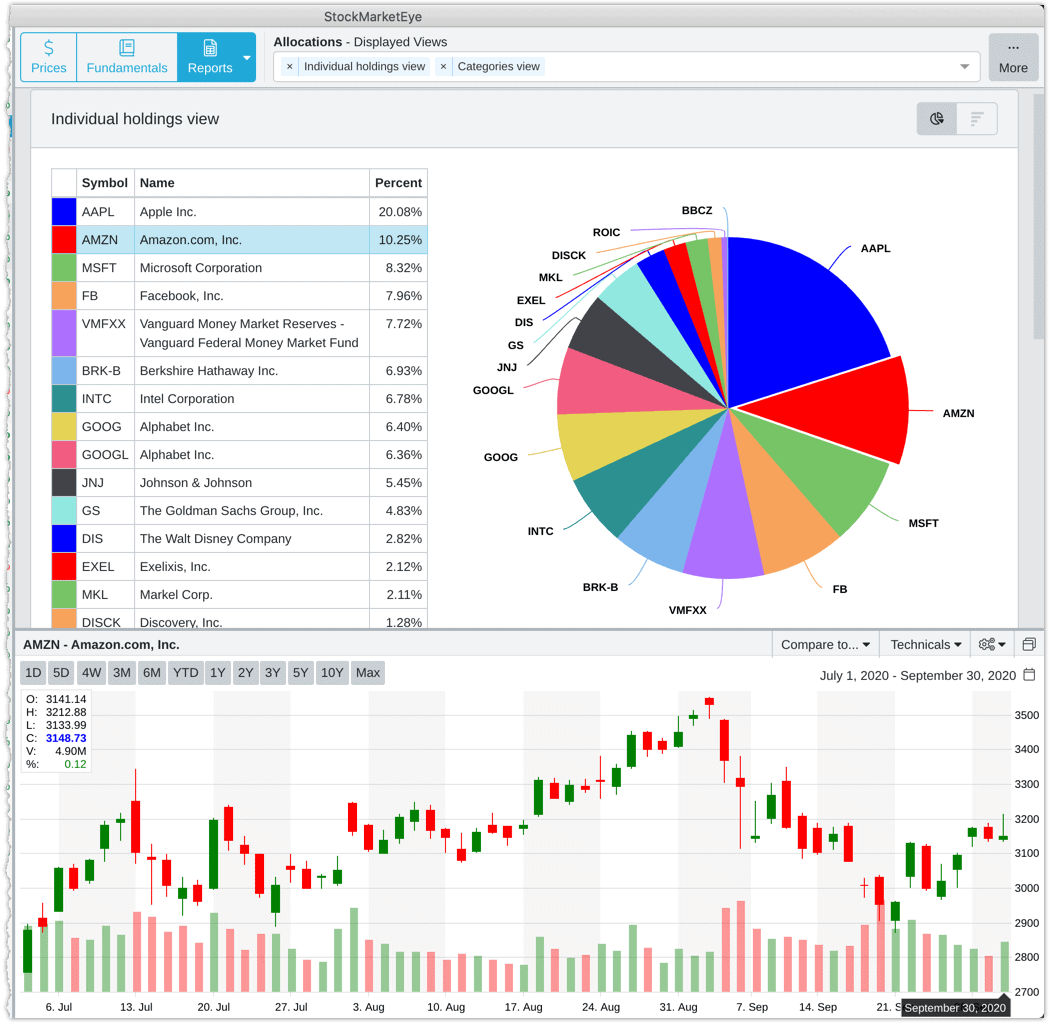 StockMarketEye
Prices
Fundamentals
Reports
Allocations - Displayed Views
× Individual holdings view × Categories view
More
Individual holdings view
Symbol Name Percent
AAPL Apple Inc. 20.08%
AMZN Amazon.com, Inc. 10.25%
MSFT Microsoft Corporation 8.32%
FB Facebook, Inc. 7.96%
VMFXX Vanguard Money Market Reserves - 7.72%
Vanguard Federal Money Market Fund
BRK-B Berkshire Hathaway Inc. 6.93%
INTC Intel Corporation 6.78%
GOOG Alphabet Inc. 6.40%
GOOGL Alphabet Inc. 6.36%
JNJ Johnson & Johnson 5.45%
GS The Goldman Sachs Group, Inc. 4.83%
DIS The Walt Disney Company 2.82%
EXEL Exelixis, Inc. 2.12%
MKL Markel Corp. 2.11%
DISCK Discovery, Inc. 1.28%
BBCZ
ROIC
DISCK
MKL
EXEL
DIS
GS
JNJ
GOOGL
GOOG
INTC
BRK-B
VMFXX
FB
MSFT
AMZN
AAPL
AMZN - Amazon.com, Inc.
Compare to...
Technicals
1D 5D 4W 3M 6M YTD 1Y 2Y 3Y 5Y 10Y Max
July 1, 2020 - September 30, 2020
O: 3141.14
H: 3212.88
L: 3133.99
C: 3148.73
V: 4.90M
%: 0.12
3500
3400
3300
3200
3100
3000
2900
2800
2700
6. Jul 13. Jul 20. Jul 27. Jul 3. Aug 10. Aug 17. Aug 24. Aug 31. Aug 7. Sep 14. Sep 21. S
September 30, 2020